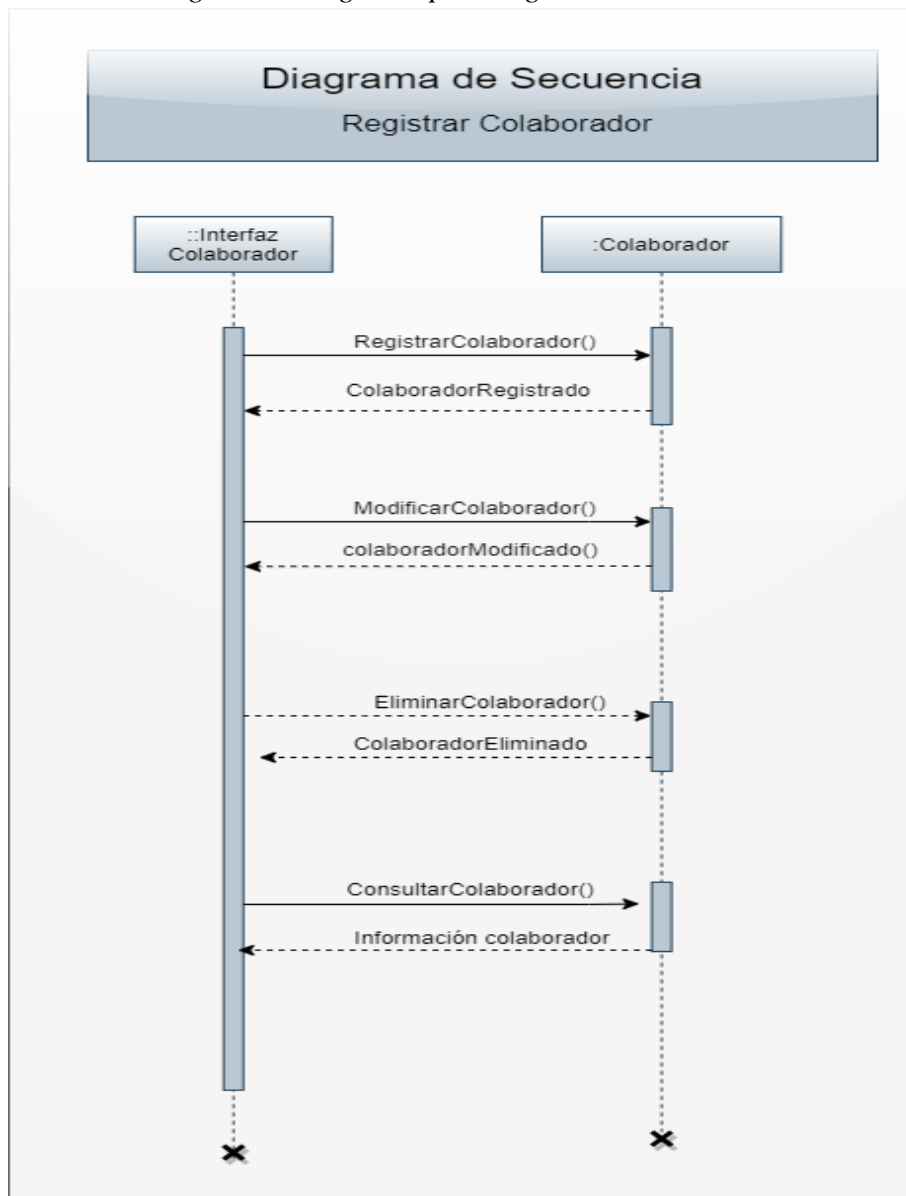 Diagrama de Secuencia
Registrar Colaborador
::Interfaz
Colaborador
:Colaborador
RegistrarColaborador()
ColaboradorRegistrado
ModificarColaborador()
colaboradorModificado()
EliminarColaborador()
ColaboradorEliminado
ConsultarColaborador()
Información colaborador